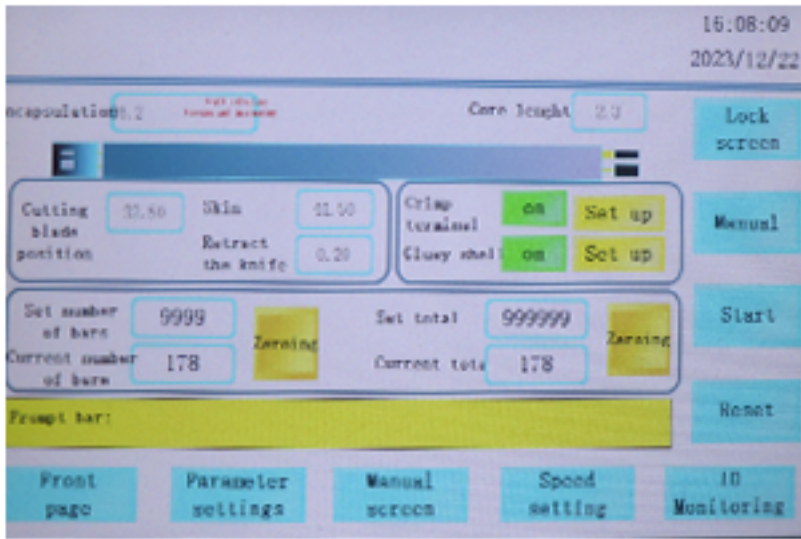 16:08:09
2023/12/22
ncapsulation
Core lenght 2.0
Lock
screen
Cutting
blade
position
Skin
Retract
the knife
0.20
Crimp
terminal
on
Set up
Gluey shell
on
Set up
Manual
Set number
of bars
9999
Zeroing
Set total
999999
Zeroing
Current number
of bars
178
Current tota
178
Start
Prompt bar:
Reset
Front
page
Parameter
settings
Manual
screen
Speed
setting
IO
Monitoring